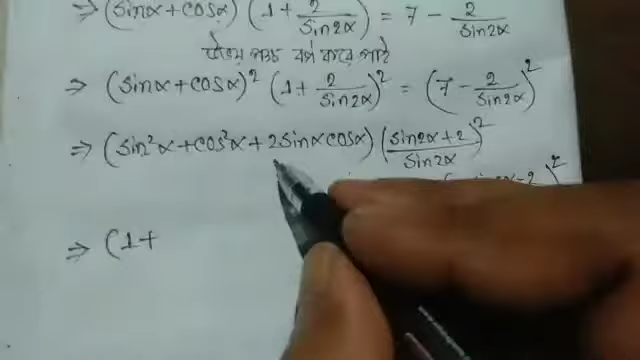 ⇒ (sinα + cosα) (1 + 2/sin2α) = 7 - 2/sin2α
উভয় পক্ষে বর্গ করে পাই
⇒ (sinα + cosα)² (1 + 2/sin2α)² = (7 - 2/sin2α)²
⇒ (sin²α + cos²α + 2sinα cosα) (sin2α + 2/sin2α)²
⇒ (1+